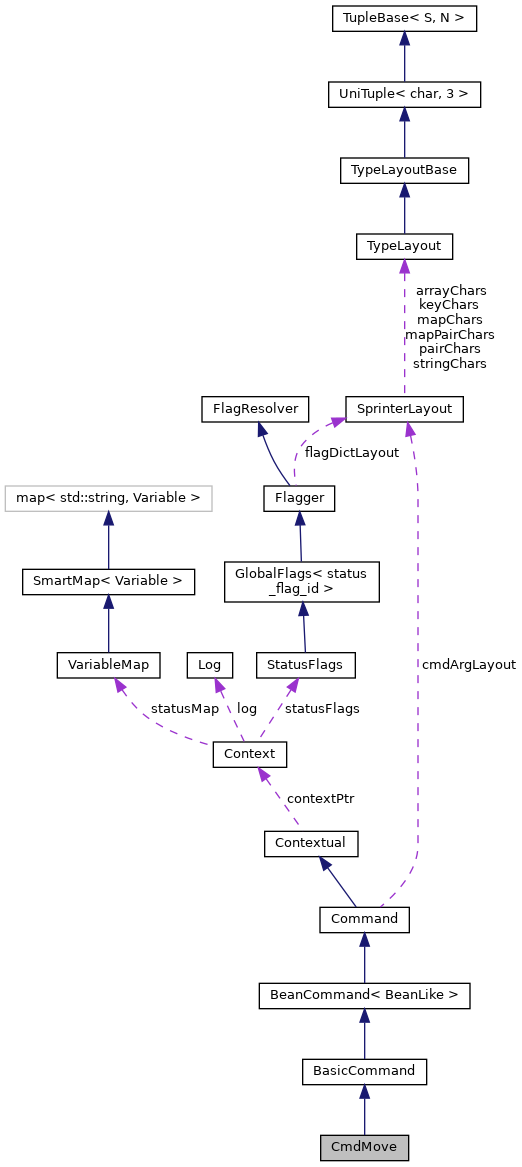 TupleBase< S, N >
UniTuple< char, 3 >
TypeLayoutBase
TypeLayout
arrayChars
keyChars
mapChars
mapPairChars
pairChars
stringChars
FlagResolver
SprinterLayout
flagDictLayout
map< std::string, Variable >
Flagger
SmartMap< Variable >
GlobalFlags< status
_flag_id >
VariableMap
Log
StatusFlags
cmdArgLayout
statusMap
log
statusFlags
Context
contextPtr
Contextual
Command
BeanCommand< BeanLike >
BasicCommand
CmdMove